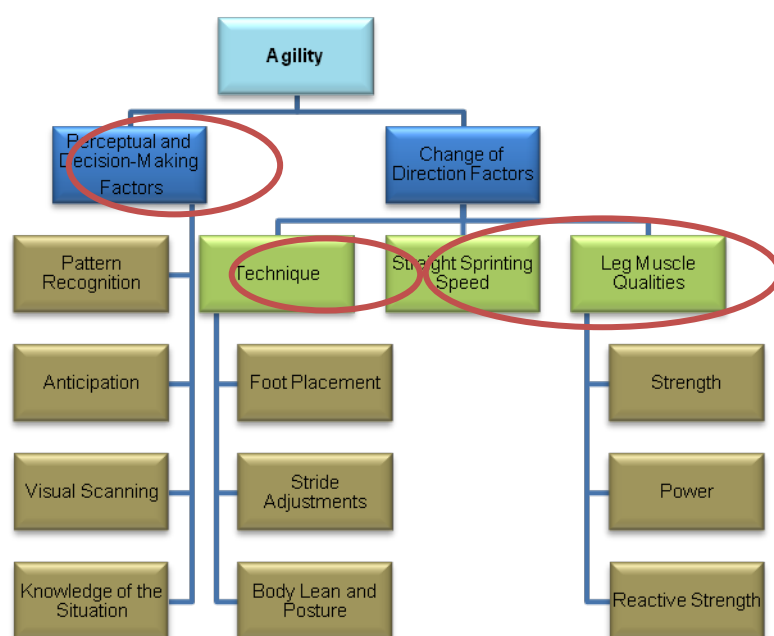 Agility
Perceptual and
Decision-Making
Factors
Change of
Direction Factors
Technique
Straight Sprinting
Speed
Leg Muscle
Qualities
Pattern
Recognition
Anticipation
Visual Scanning
Knowledge of the
Situation
Foot Placement
Stride
Adjustments
Body Lean and
Posture
Strength
Power
Reactive Strength